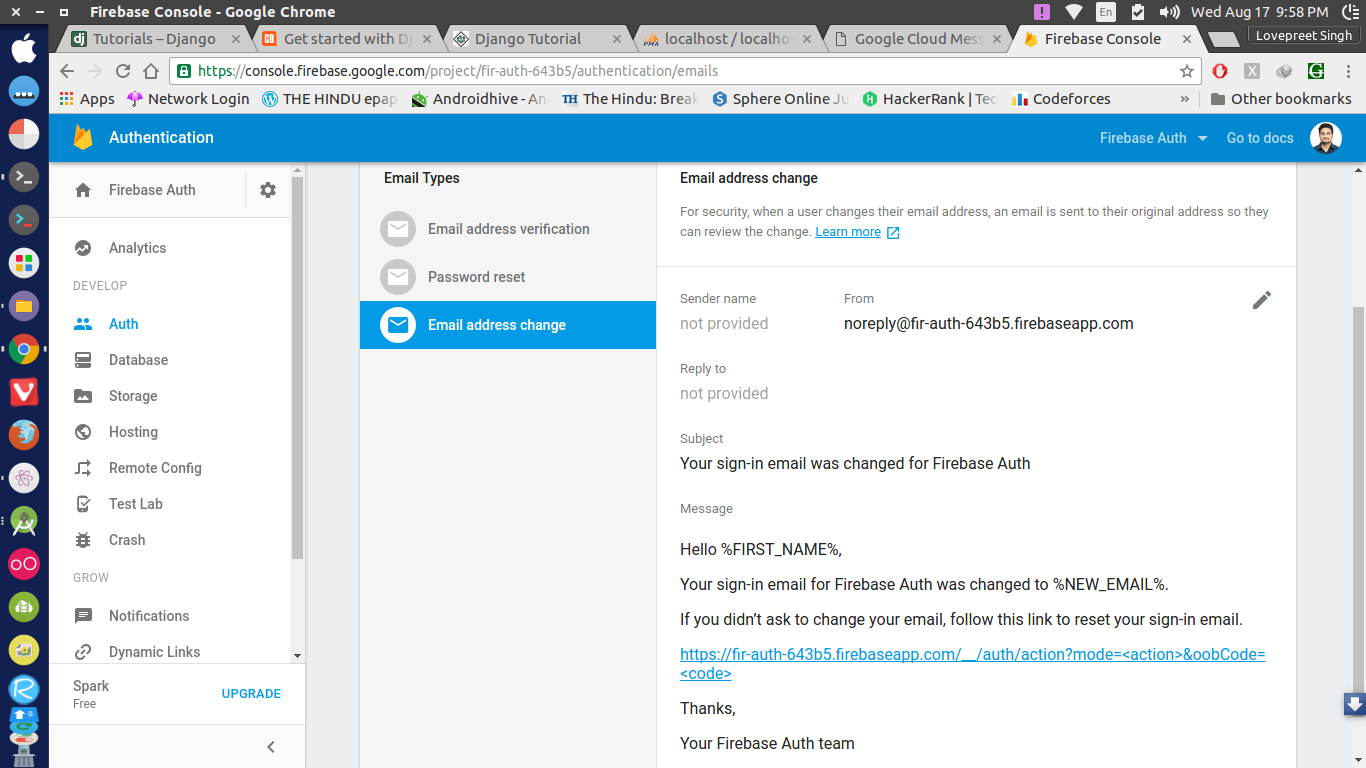 Firebase Console - Google Chrome
En
Wed Aug 17 9:58 PM
Tutorials – Django
Get started with Dj
Django Tutorial
localhost / localhos
Google Cloud Mess
Firebase Console
Lovepreet Singh
https://console.firebase.google.com/project/fir-auth-643b5/authentication/emails
Apps
Network Login
THE HINDU epap
Androidhive - An
The Hindu: Break
Sphere Online Ju
HackerRank | Tec
Codeforces
»
Other bookmarks
Authentication
Firebase Auth
Go to docs
Firebase Auth
Analytics
DEVELOP
Auth
Database
Storage
Hosting
Remote Config
Test Lab
Crash
GROW
Notifications
Dynamic Links
Spark
Free
UPGRADE
Email Types
Email address verification
Password reset
Email address change
Email address change
For security, when a user changes their email address, an email is sent to their original address so they
can review the change. Learn more
Sender name
not provided
From
noreply@fir-auth-643b5.firebaseapp.com
Reply to
not provided
Subject
Your sign-in email was changed for Firebase Auth
Message
Hello %FIRST_NAME%,
Your sign-in email for Firebase Auth was changed to %NEW_EMAIL%.
If you didn’t ask to change your email, follow this link to reset your sign-in email.
https://fir-auth-643b5.firebaseapp.com/__/auth/action?mode=<action>&oobCode=
<code>
Thanks,
Your Firebase Auth team